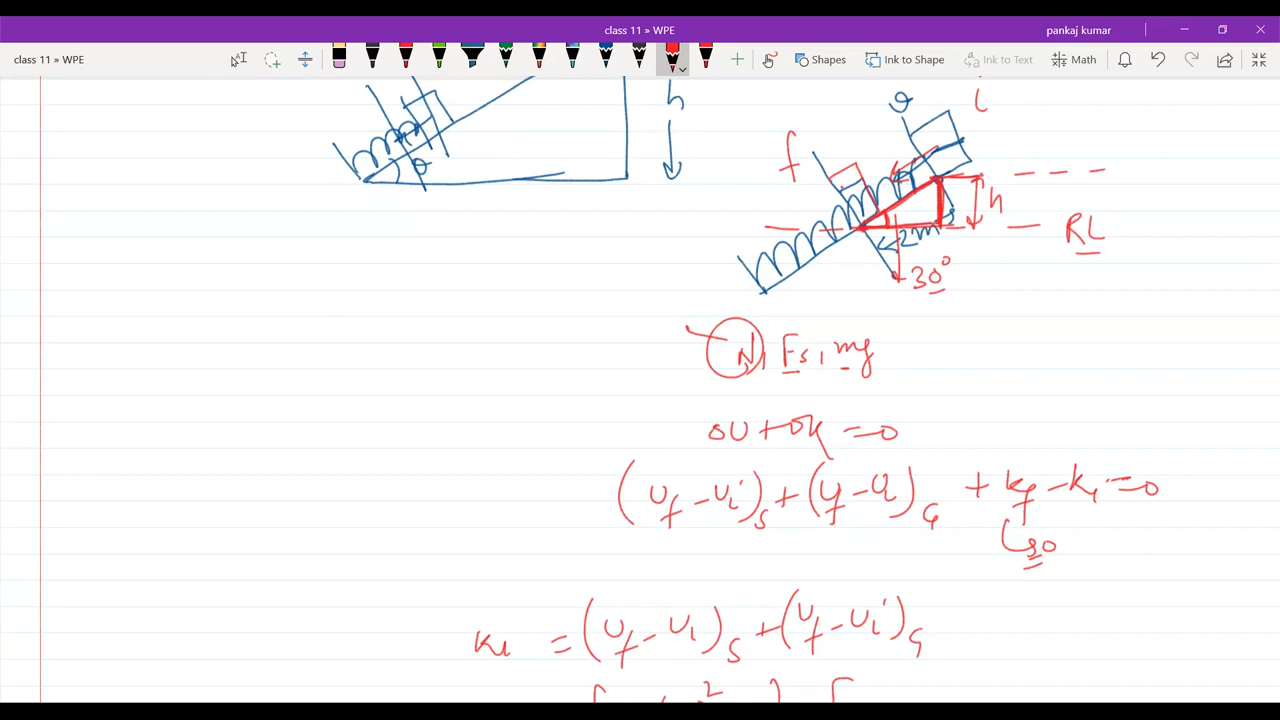 class 11 » WPE
pankaj kumar
class 11 » WPE
Shapes
Ink to Shape
Ink to Text
Math
h
θ
i
f
h
RL
2m
30°
N, Fs, mg
ΔU + ΔK = 0
(Uf - Ui)s + (Uf - Ui)G + Kf - Ki = 0
Ki = (Uf - Ui)s + (Uf - Ui)G